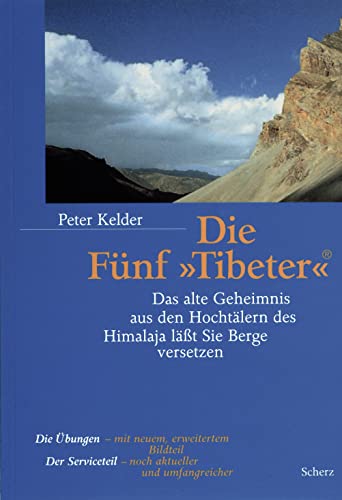 Peter Kelder
Die
Fünf »Tibeter«®
Das alte Geheimnis
aus den Hochtälern des
Himalaja läßt Sie Berge
versetzen
Die Übungen – mit neuem, erweitertem
Bildteil
Der Serviceteil – noch aktueller
und umfangreicher
Scherz